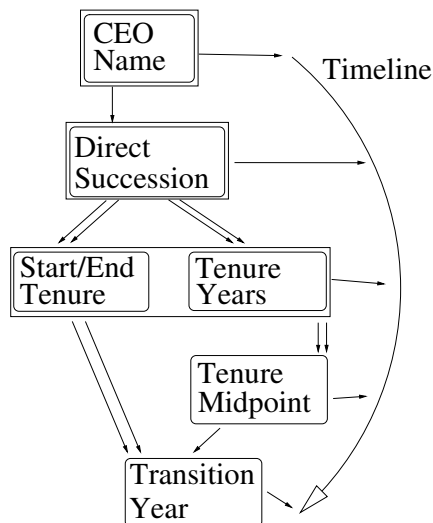 CEO
Name
Timeline
Direct
Succession
Start/End
Tenure
Tenure
Years
Tenure
Midpoint
Transition
Year